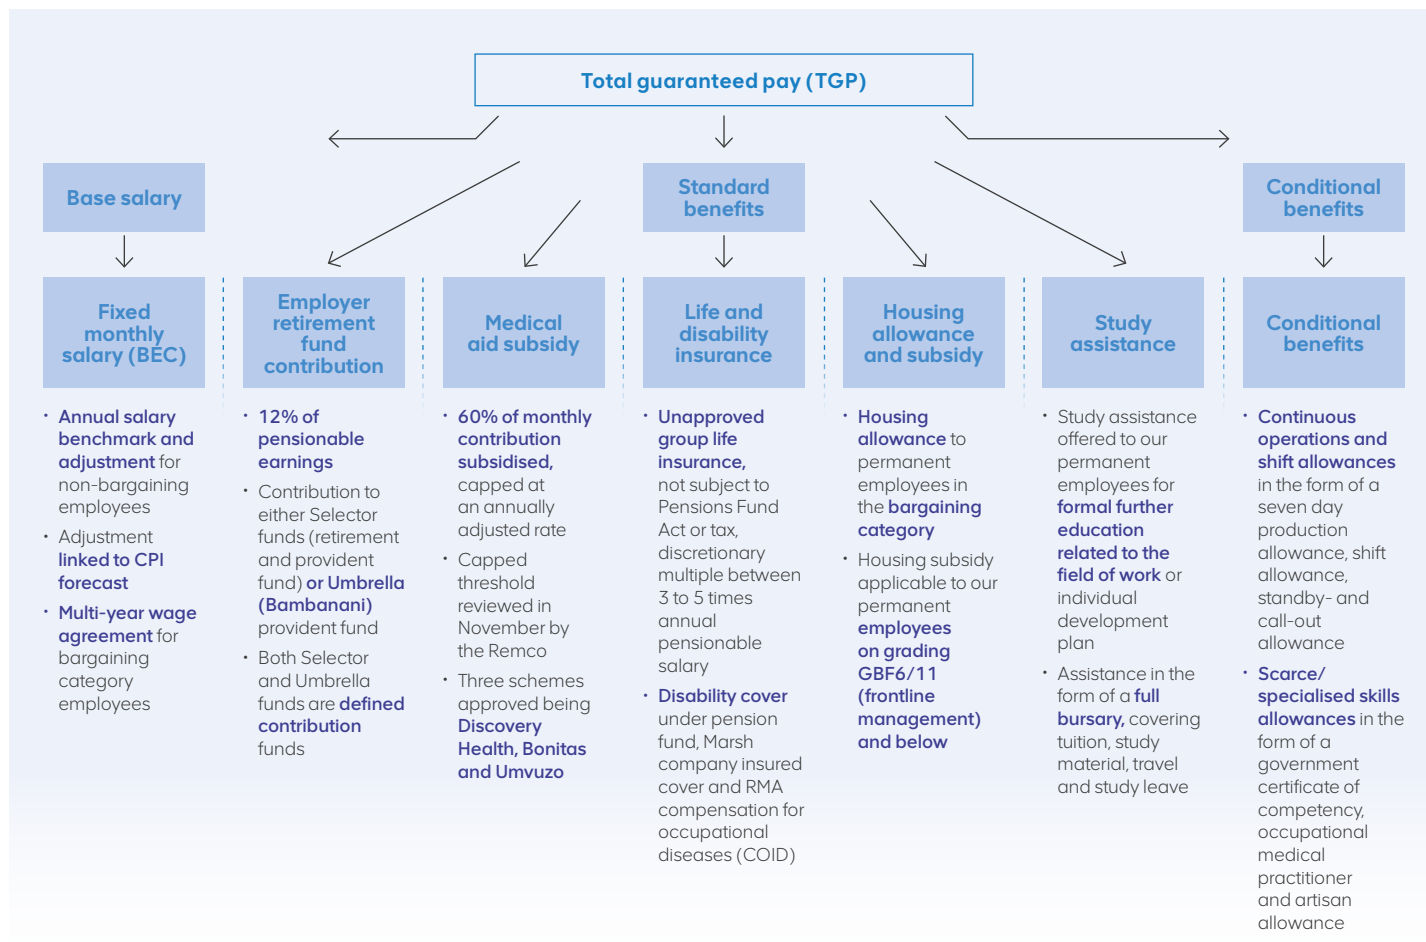 Total guaranteed pay (TGP)
Base salary
Standard
benefits
Conditional
benefits
Fixed
monthly
salary (BEC)
• Annual salary
benchmark and
adjustment for
non-bargaining
employees
• Adjustment
linked to CPI
forecast
• Multi-year wage
agreement for
bargaining
category
employees
Employer
retirement
fund
contribution
• 12% of
pensionable
earnings
• Contribution to
either Selector
funds (retirement
and provident
fund) or Umbrella
(Bambanani)
provident fund
• Both Selector
and Umbrella
funds are defined
contribution
funds
Medical
aid subsidy
• 60% of monthly
contribution
subsidised,
capped at
an annually
adjusted rate
• Capped
threshold
reviewed in
November by
the Remco
• Three schemes
approved being
Discovery
Health, Bonitas
and Umvuzo
Life and
disability
insurance
• Unapproved
group life
insurance,
not subject to
Pensions Fund
Act or tax,
discretionary
multiple between
3 to 5 times
annual
pensionable
salary
• Disability cover
under pension
fund, Marsh
company insured
cover and RMA
compensation for
occupational
diseases (COID)
Housing
allowance
and subsidy
• Housing
allowance to
permanent
employees in
the bargaining
category
• Housing subsidy
applicable to our
permanent
employees
on grading
GBF6/11
(frontline
management)
and below
Study
assistance
• Study assistance
offered to our
permanent
employees for
formal further
education
related to the
field of work or
individual
development
plan
• Assistance in the
form of a full
bursary, covering
tuition, study
material, travel
and study leave
Conditional
benefits
• Continuous
operations and
shift allowances
in the form of a
seven day
production
allowance, shift
allowance,
standby- and
call-out
allowance
• Scarce/
specialised skills
allowances in the
form of a
government
certificate of
competency,
occupational
medical
practitioner
and artisan
allowance